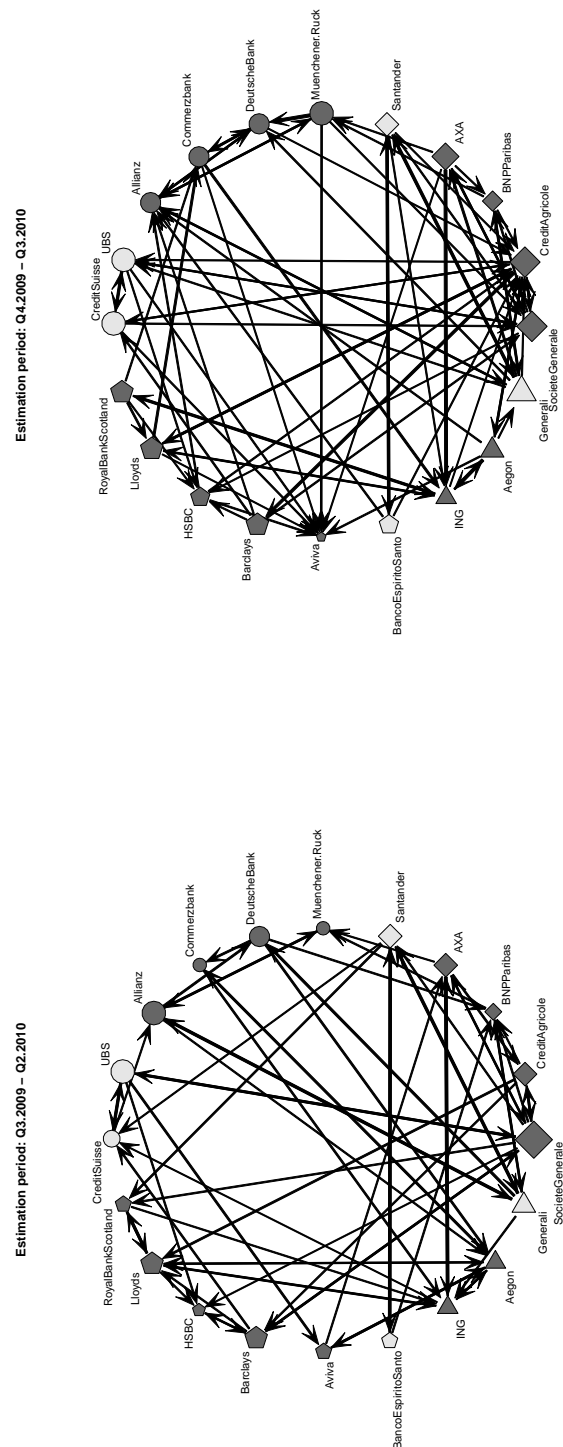 Estimation period: Q3.2009 – Q2.2010
Allianz
Commerzbank
DeutscheBank
Muenchener.Ruck
Santander
AXA
BNPParibas
CreditAgricole
SocieteGenerale
Generali
Aegon
ING
BancoEspiritoSanto
Aviva
Barclays
HSBC
Lloyds
RoyalBankScotland
CreditSuisse
UBS
Estimation period: Q4.2009 – Q3.2010
Allianz
Commerzbank
DeutscheBank
Muenchener.Ruck
Santander
AXA
BNPParibas
CreditAgricole
SocieteGenerale
Generali
Aegon
ING
BancoEspiritoSanto
Aviva
Barclays
HSBC
Lloyds
RoyalBankScotland
CreditSuisse
UBS